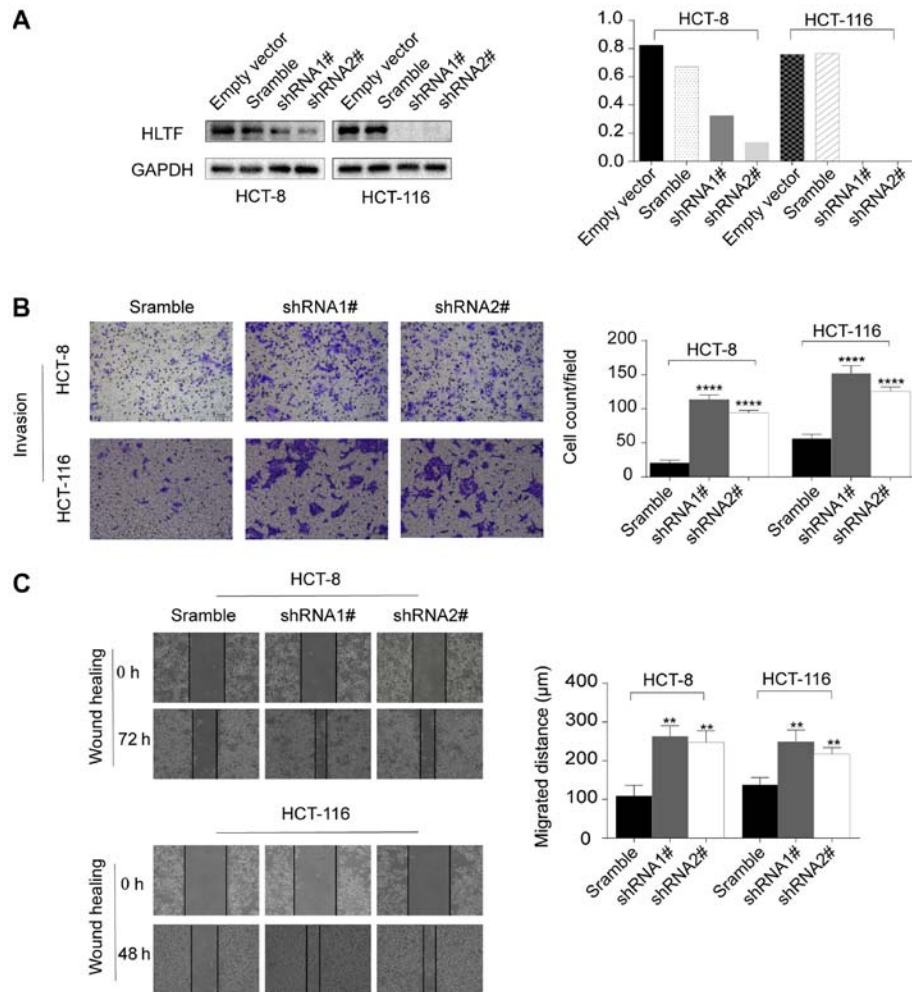 A
Empty vector
Sramble
shRNA1#
shRNA2#
Empty vector
Sramble
shRNA1#
shRNA2#
HLTF
GAPDH
HCT-8
HCT-116
HCT-8
HCT-116
1.0
0.8
0.6
0.4
0.2
0.0
Empty vector
Sramble
shRNA1#
shRNA2#
Empty vector
Sramble
shRNA1#
shRNA2#
B
Sramble
shRNA1#
shRNA2#
Invasion
HCT-8
HCT-116
Cell count/field
200
150
100
50
0
HCT-8
HCT-116
****
****
****
****
Sramble
shRNA1#
shRNA2#
Sramble
shRNA1#
shRNA2#
C
HCT-8
Sramble
shRNA1#
shRNA2#
Wound healing
0 h
72 h
HCT-116
Wound healing
0 h
48 h
Migrated distance (μm)
400
300
200
100
0
HCT-8
HCT-116
**
**
**
**
Sramble
shRNA1#
shRNA2#
Sramble
shRNA1#
shRNA2#